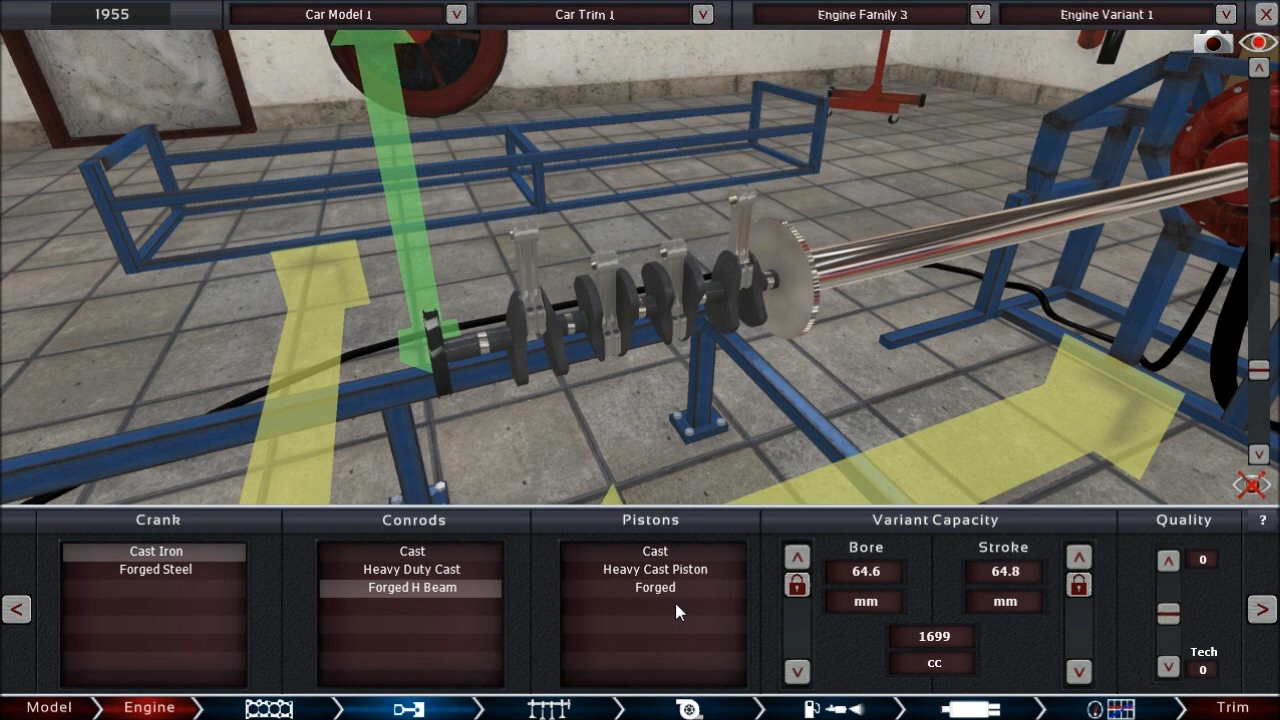 1955
Car Model 1
Car Trim 1
Engine Family 3
Engine Variant 1
Crank
Cast Iron
Forged Steel
Conrods
Cast
Heavy Duty Cast
Forged H Beam
Pistons
Cast
Heavy Cast Piston
Forged
Variant Capacity
Bore
64.6
mm
Stroke
64.8
mm
1699
cc
Quality
0
Tech
0
?
Model
Engine
Trim